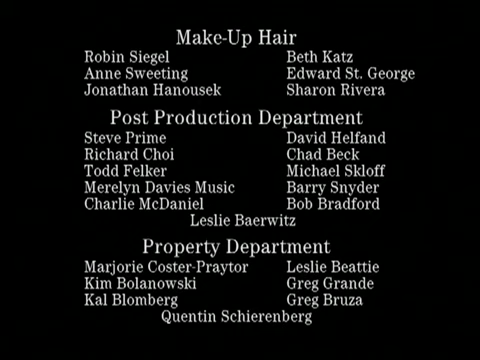 Make-Up Hair
Robin Siegel Beth Katz
Anne Sweeting Edward St. George
Jonathan Hanousek Sharon Rivera
Post Production Department
Steve Prime David Helfand
Richard Choi Chad Beck
Todd Felker Michael Skloff
Merelyn Davies Music Barry Snyder
Charlie McDaniel Bob Bradford
Leslie Baerwitz
Property Department
Marjorie Coster-Praytor Leslie Beattie
Kim Bolanowski Greg Grande
Kal Blomberg Greg Bruza
Quentin Schierenberg